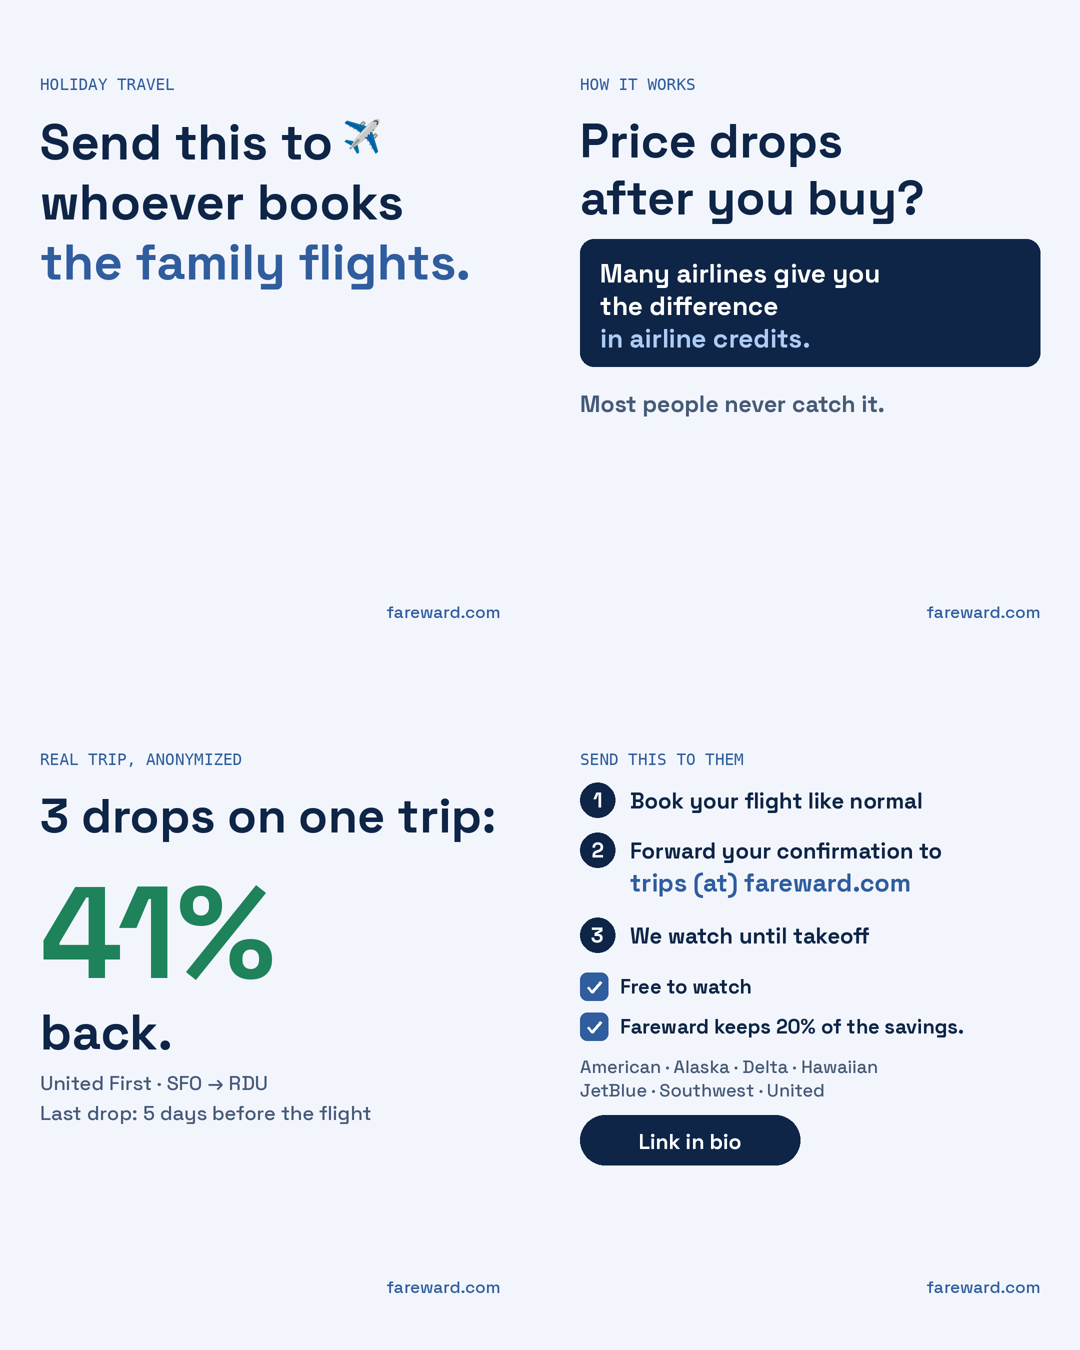 HOLIDAY TRAVEL
Send this to ✈️
whoever books
the family flights.
fareward.com
HOW IT WORKS
Price drops
after you buy?
Many airlines give you
the difference
in airline credits.
Most people never catch it.
fareward.com
REAL TRIP, ANONYMIZED
3 drops on one trip:
41%
back.
United First · SFO → RDU
Last drop: 5 days before the flight
fareward.com
SEND THIS TO THEM
1 Book your flight like normal
2 Forward your confirmation to
trips (at) fareward.com
3 We watch until takeoff
Free to watch
Fareward keeps 20% of the savings.
American · Alaska · Delta · Hawaiian
JetBlue · Southwest · United
Link in bio
fareward.com